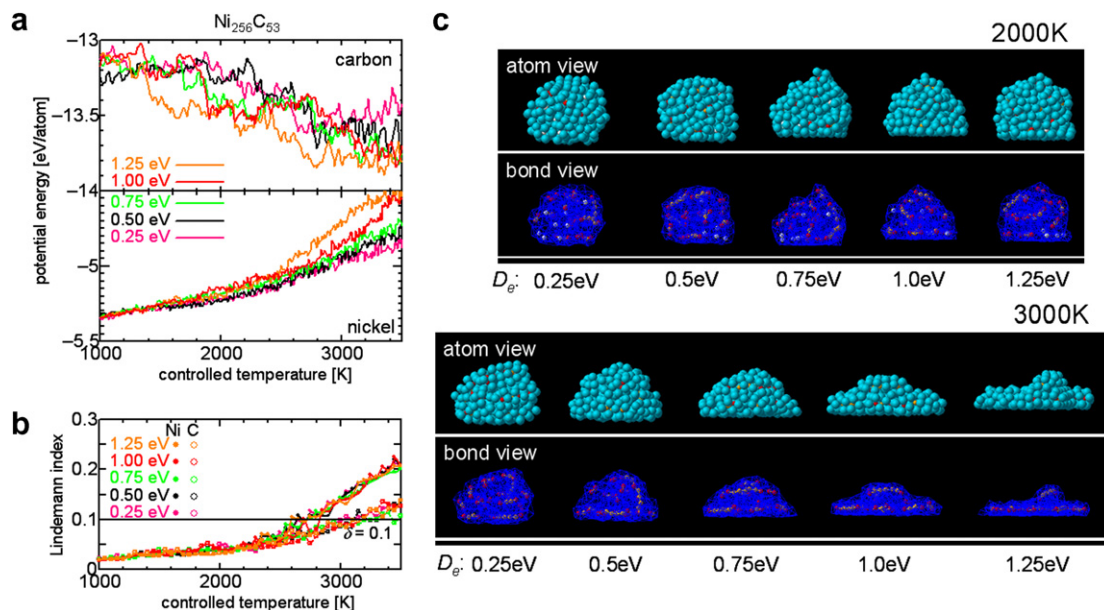 a
Ni256C53
−13
carbon
−13.5
1.25 eV
1.00 eV
−14
0.75 eV
0.50 eV
0.25 eV
−5
nickel
−5.5
1000 2000 3000
potential energy [eV/atom]
controlled temperature [K]
b
0.3
Ni C
1.25 eV
1.00 eV
0.2
0.75 eV
0.50 eV
0.25 eV
0.1
δ = 0.1
0
1000 2000 3000
Lindemann index
controlled temperature [K]
c
2000K
atom view
bond view
De: 0.25eV 0.5eV 0.75eV 1.0eV 1.25eV
3000K
atom view
bond view
De: 0.25eV 0.5eV 0.75eV 1.0eV 1.25eV